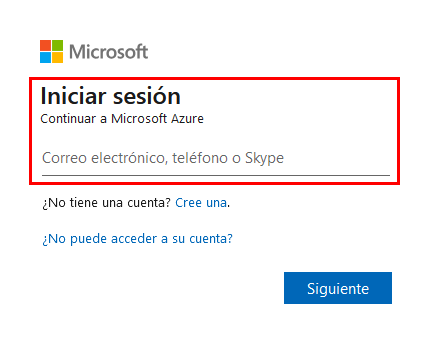 Microsoft
Iniciar sesión
Continuar a Microsoft Azure
Correo electrónico, teléfono o Skype
¿No tiene una cuenta? Cree una.
¿No puede acceder a su cuenta?
Siguiente